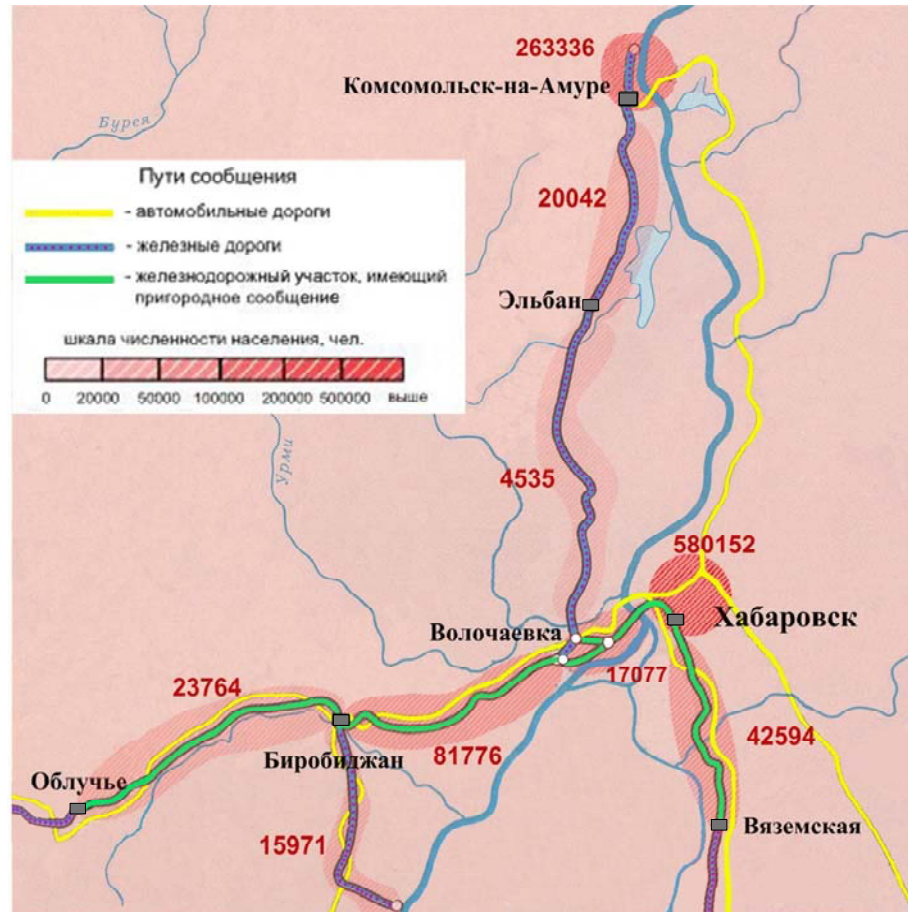 263336
Комсомольск-на-Амуре
Бурея
Пути сообщения
- автомобильные дороги
- железные дороги
- железнодорожный участок, имеющий
пригородное сообщение
шкала численности населения, чел.
0 20000 50000 100000 200000 500000 выше
20042
Эльбан
Урми
4535
580152
Хабаровск
Волочаевка
17077
23764
42594
81776
Биробиджан
Облучье
Вяземская
15971